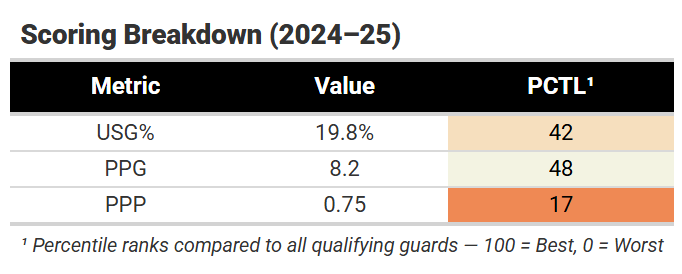 Scoring Breakdown (2024–25)
Metric Value PCTL¹
USG% 19.8% 42
PPG 8.2 48
PPP 0.75 17
¹ Percentile ranks compared to all qualifying guards — 100 = Best, 0 = Worst